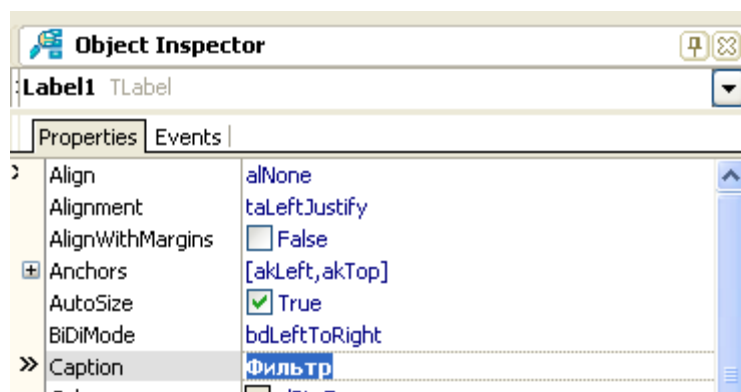 Object Inspector
Label1 TLabel
Properties Events
Align alNone
Alignment taLeftJustify
AlignWithMargins False
Anchors [akLeft,akTop]
AutoSize True
BiDiMode bdLeftToRight
Caption Фильтр